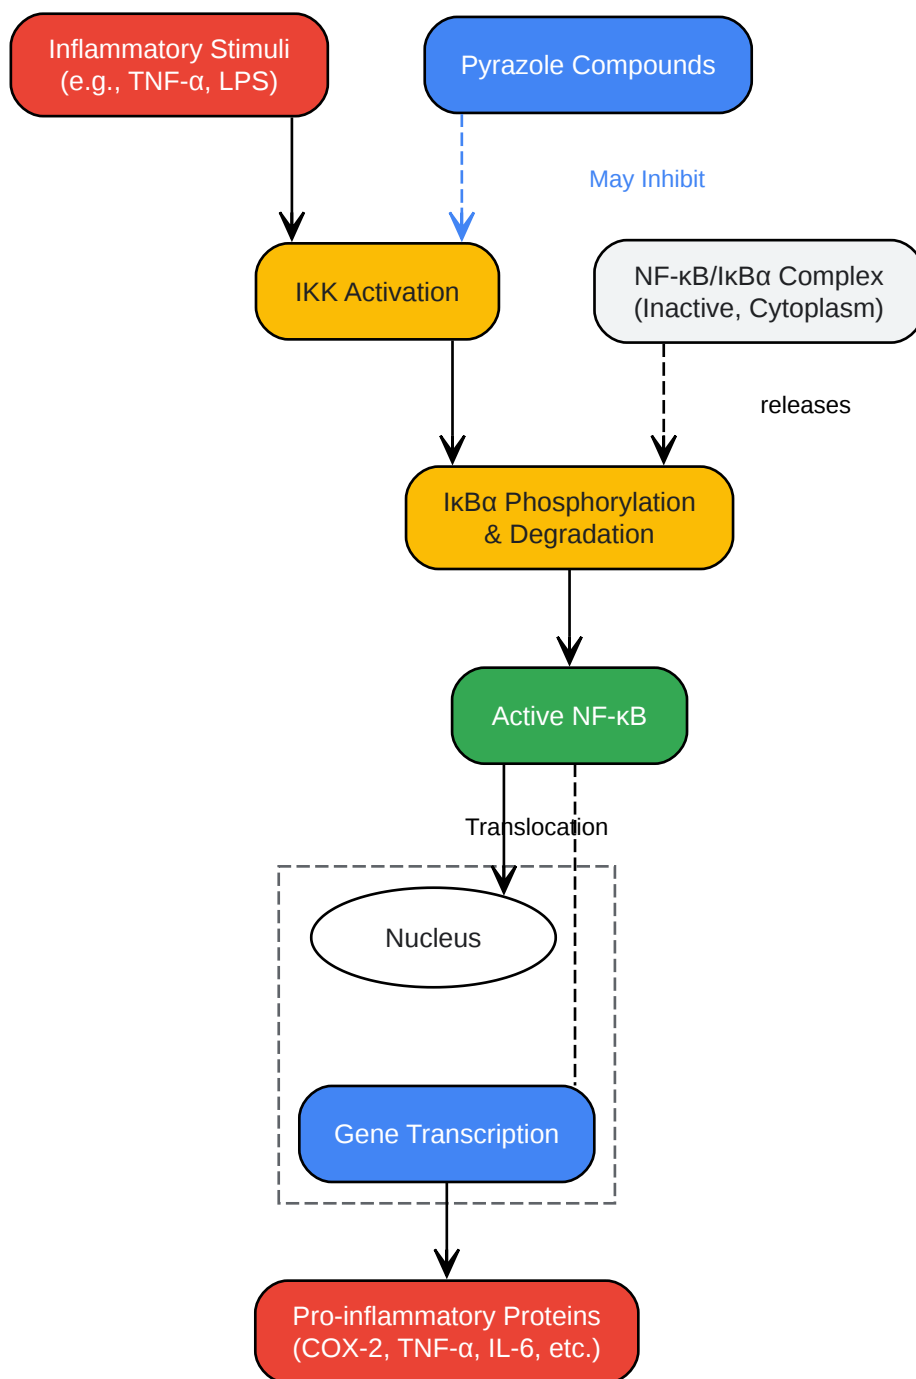 Inflammatory Stimuli
(e.g., TNF-α, LPS)
Pyrazole Compounds
May Inhibit
IKK Activation
NF-κB/IκBα Complex
(Inactive, Cytoplasm)
releases
IκBα Phosphorylation
& Degradation
Active NF-κB
Translocation
Nucleus
Gene Transcription
Pro-inflammatory Proteins
(COX-2, TNF-α, IL-6, etc.)